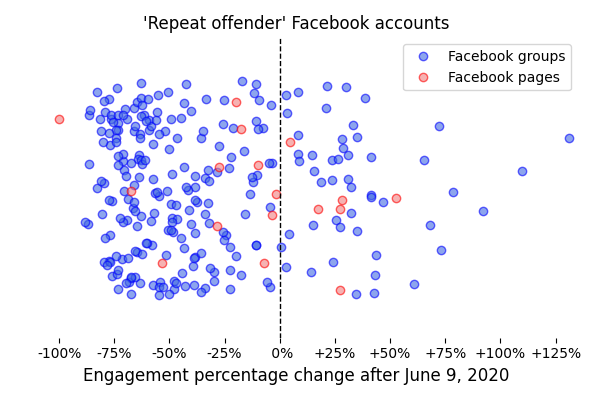 'Repeat offender' Facebook accounts
Facebook groups
Facebook pages
-100% -75% -50% -25% 0% +25% +50% +75% +100% +125%
Engagement percentage change after June 9, 2020